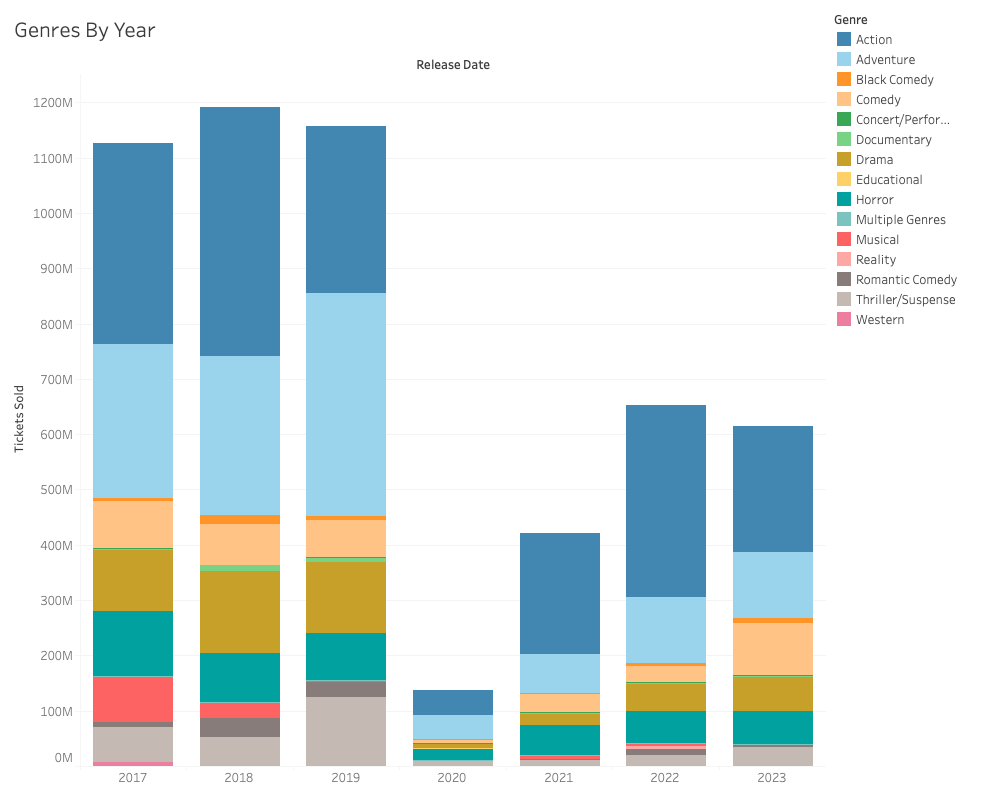 Genres By Year
Release Date
Tickets Sold
1200M
1100M
1000M
900M
800M
700M
600M
500M
400M
300M
200M
100M
0M
2017
2018
2019
2020
2021
2022
2023
Genre
Action
Adventure
Black Comedy
Comedy
Concert/Perfor...
Documentary
Drama
Educational
Horror
Multiple Genres
Musical
Reality
Romantic Comedy
Thriller/Suspense
Western